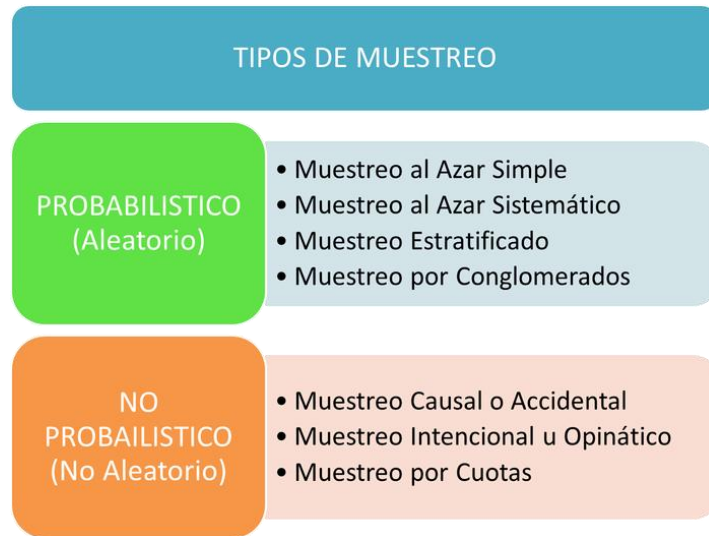 TIPOS DE MUESTREO
PROBABILISTICO
(Aleatorio)
• Muestreo al Azar Simple
• Muestreo al Azar Sistemático
• Muestreo Estratificado
• Muestreo por Conglomerados
NO
PROBAILISTICO
(No Aleatorio)
• Muestreo Causal o Accidental
• Muestreo Intencional u Opinático
• Muestreo por Cuotas